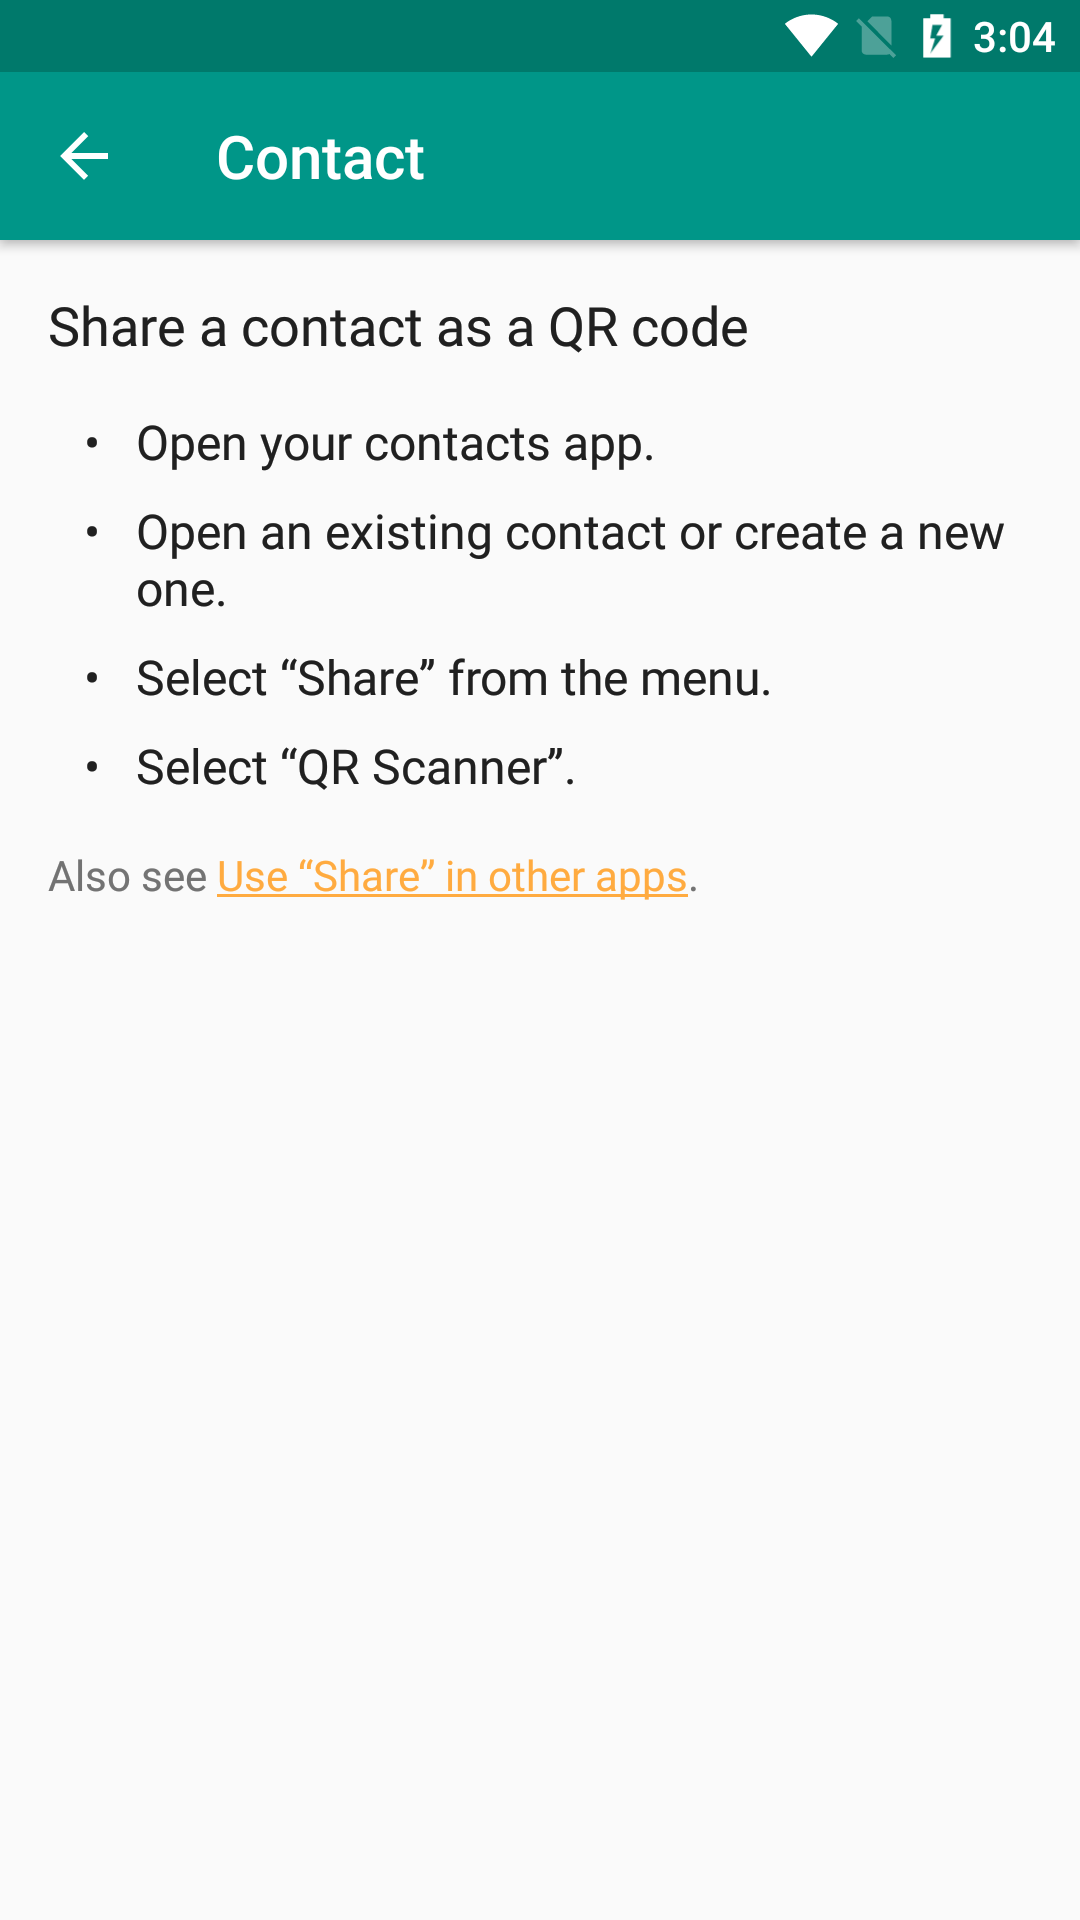 3:04
Contact
Share a contact as a QR code
• Open your contacts app.
• Open an existing contact or create a new
one.
• Select “Share” from the menu.
• Select “QR Scanner”.
Also see Use “Share” in other apps.